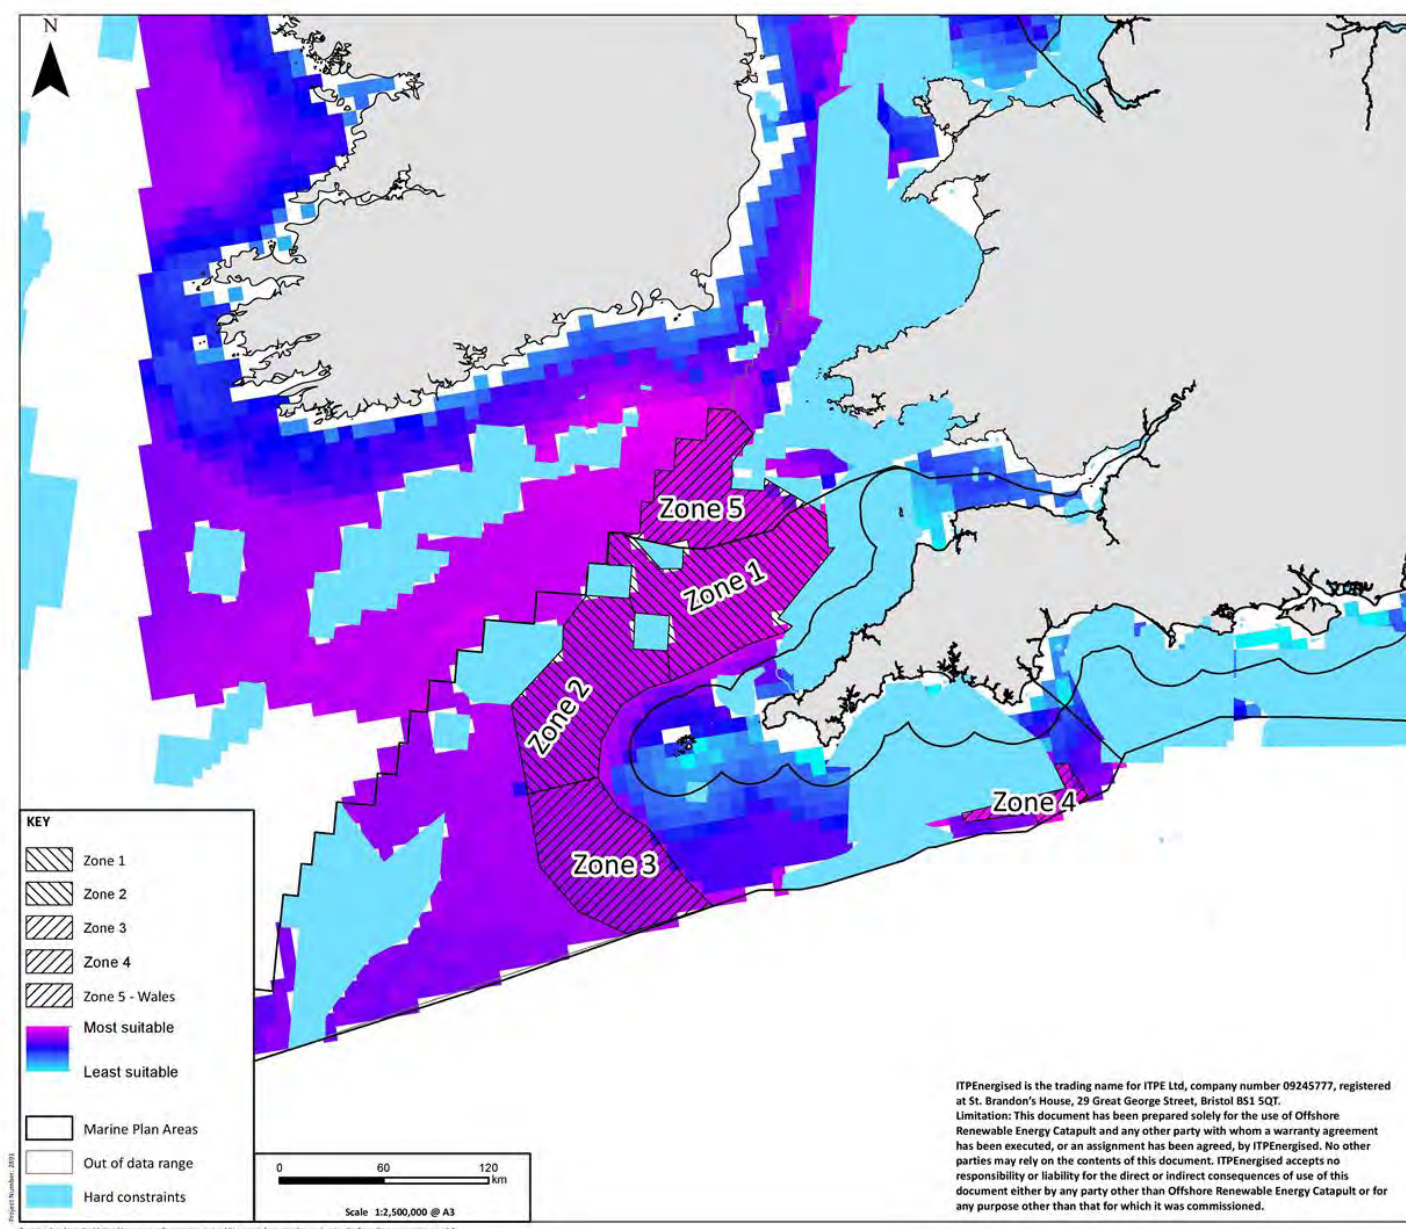 N
Zone 5
Zone 1
Zone 2
Zone 4
Zone 3
KEY
Zone 1
Zone 2
Zone 3
Zone 4
Zone 5 - Wales
Most suitable
Least suitable
Marine Plan Areas
Out of data range
Hard constraints
0 60 120
km
Scale 1:2,500,000 @ A3
ITPEnergised is the trading name for ITPE Ltd, company number 09245777, registered
at St. Brandon's House, 29 Great George Street, Bristol BS1 5QT.
Limitation: This document has been prepared solely for the use of Offshore
Renewable Energy Catapult and any other party with whom a warranty agreement
has been executed, or an assignment has been agreed, by ITPEnergised. No other
parties may rely on the contents of this document. ITPEnergised accepts no
responsibility or liability for the direct or indirect consequences of use of this
document either by any party other than Offshore Renewable Energy Catapult or for
any purpose other than that for which it was commissioned.
Project Number: